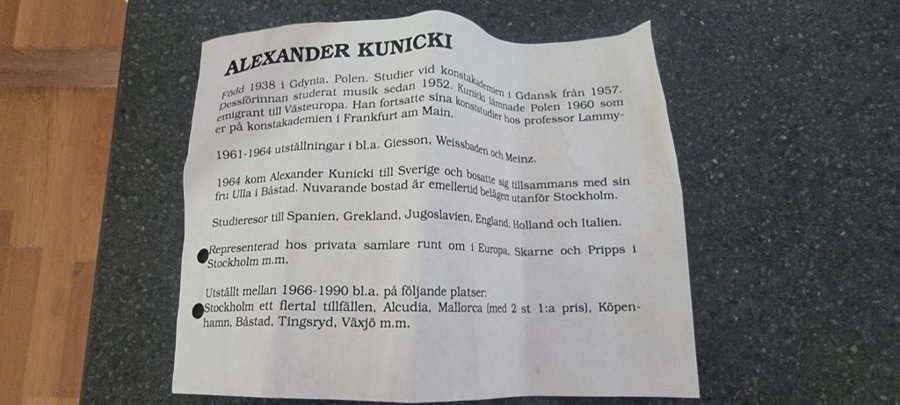 ALEXANDER KUNICKI
Född 1938 i Gdynia, Polen. Studier vid konstakademien i Gdansk från 1957.
Dessförinnan studerat musik sedan 1952. Kunicki lämnade Polen 1960 som
emigrant till Västeuropa. Han fortsatte sina konststudier hos professor Lammy-
er på konstakademien i Frankfurt am Main.
1961-1964 utställningar i bl.a. Giesson, Weissbaden och Meinz.
1964 kom Alexander Kunicki till Sverige och bosatte sig tillsammans med sin
fru Ulla i Båstad. Nuvarande bostad är emellertid belägen utanför Stockholm.
Studieresor till Spanien, Grekland, Jugoslavien, England, Holland och Italien.
Representerad hos privata samlare runt om i Europa, Skarne och Pripps i
Stockholm m.m.
Utställt mellan 1966-1990 bl.a. på följande platser:
Stockholm ett flertal tillfällen, Alcudia, Mallorca (med 2 st 1:a pris), Köpen-
hamn, Båstad, Tingsryd, Växjö m.m.